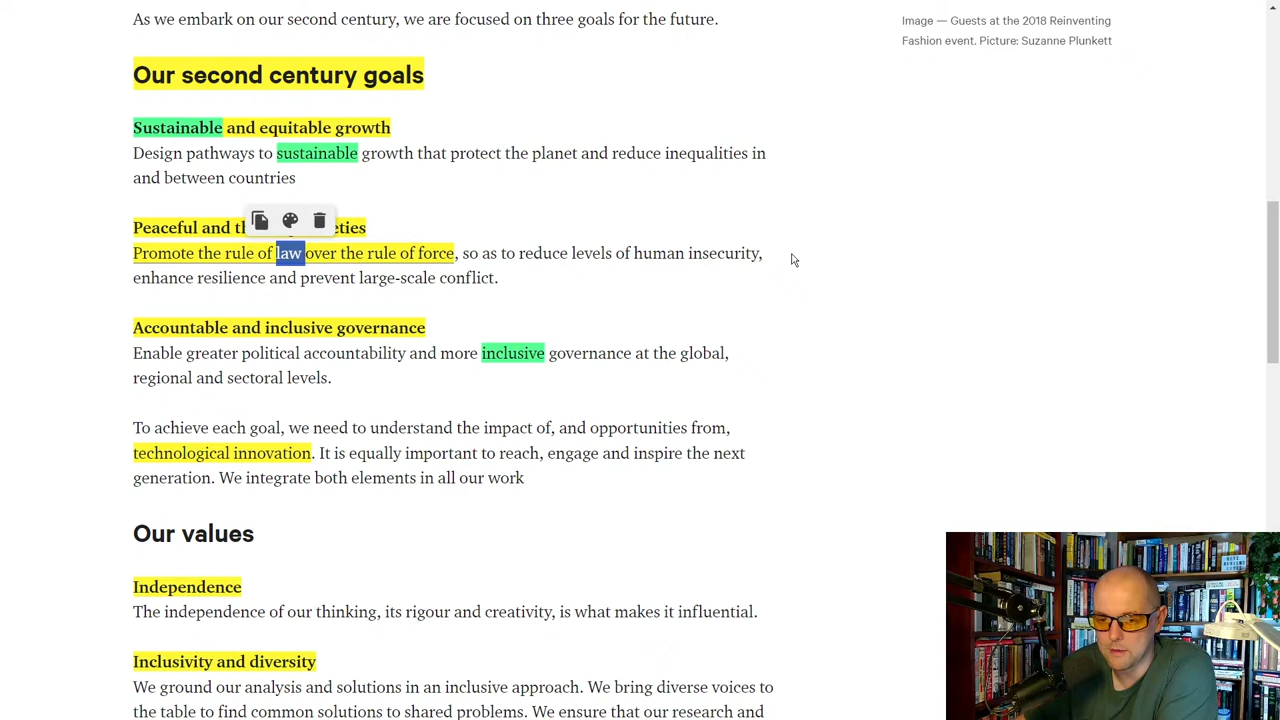 As we embark on our second century, we are focused on three goals for the future.
Image — Guests at the 2018 Reinventing
Fashion event. Picture: Suzanne Plunkett
Our second century goals
Sustainable and equitable growth
Design pathways to sustainable growth that protect the planet and reduce inequalities in
and between countries
Peaceful and
Promote the rule of law over the rule of force, so as to reduce levels of human insecurity,
enhance resilience and prevent large-scale conflict.
Accountable and inclusive governance
Enable greater political accountability and more inclusive governance at the global,
regional and sectoral levels.
To achieve each goal, we need to understand the impact of, and opportunities from,
technological innovation. It is equally important to reach, engage and inspire the next
generation. We integrate both elements in all our work
Our values
Independence
The independence of our thinking, its rigour and creativity, is what makes it influential.
Inclusivity and diversity
We ground our analysis and solutions in an inclusive approach. We bring diverse voices to
the table to find common solutions to shared problems. We ensure that our research and